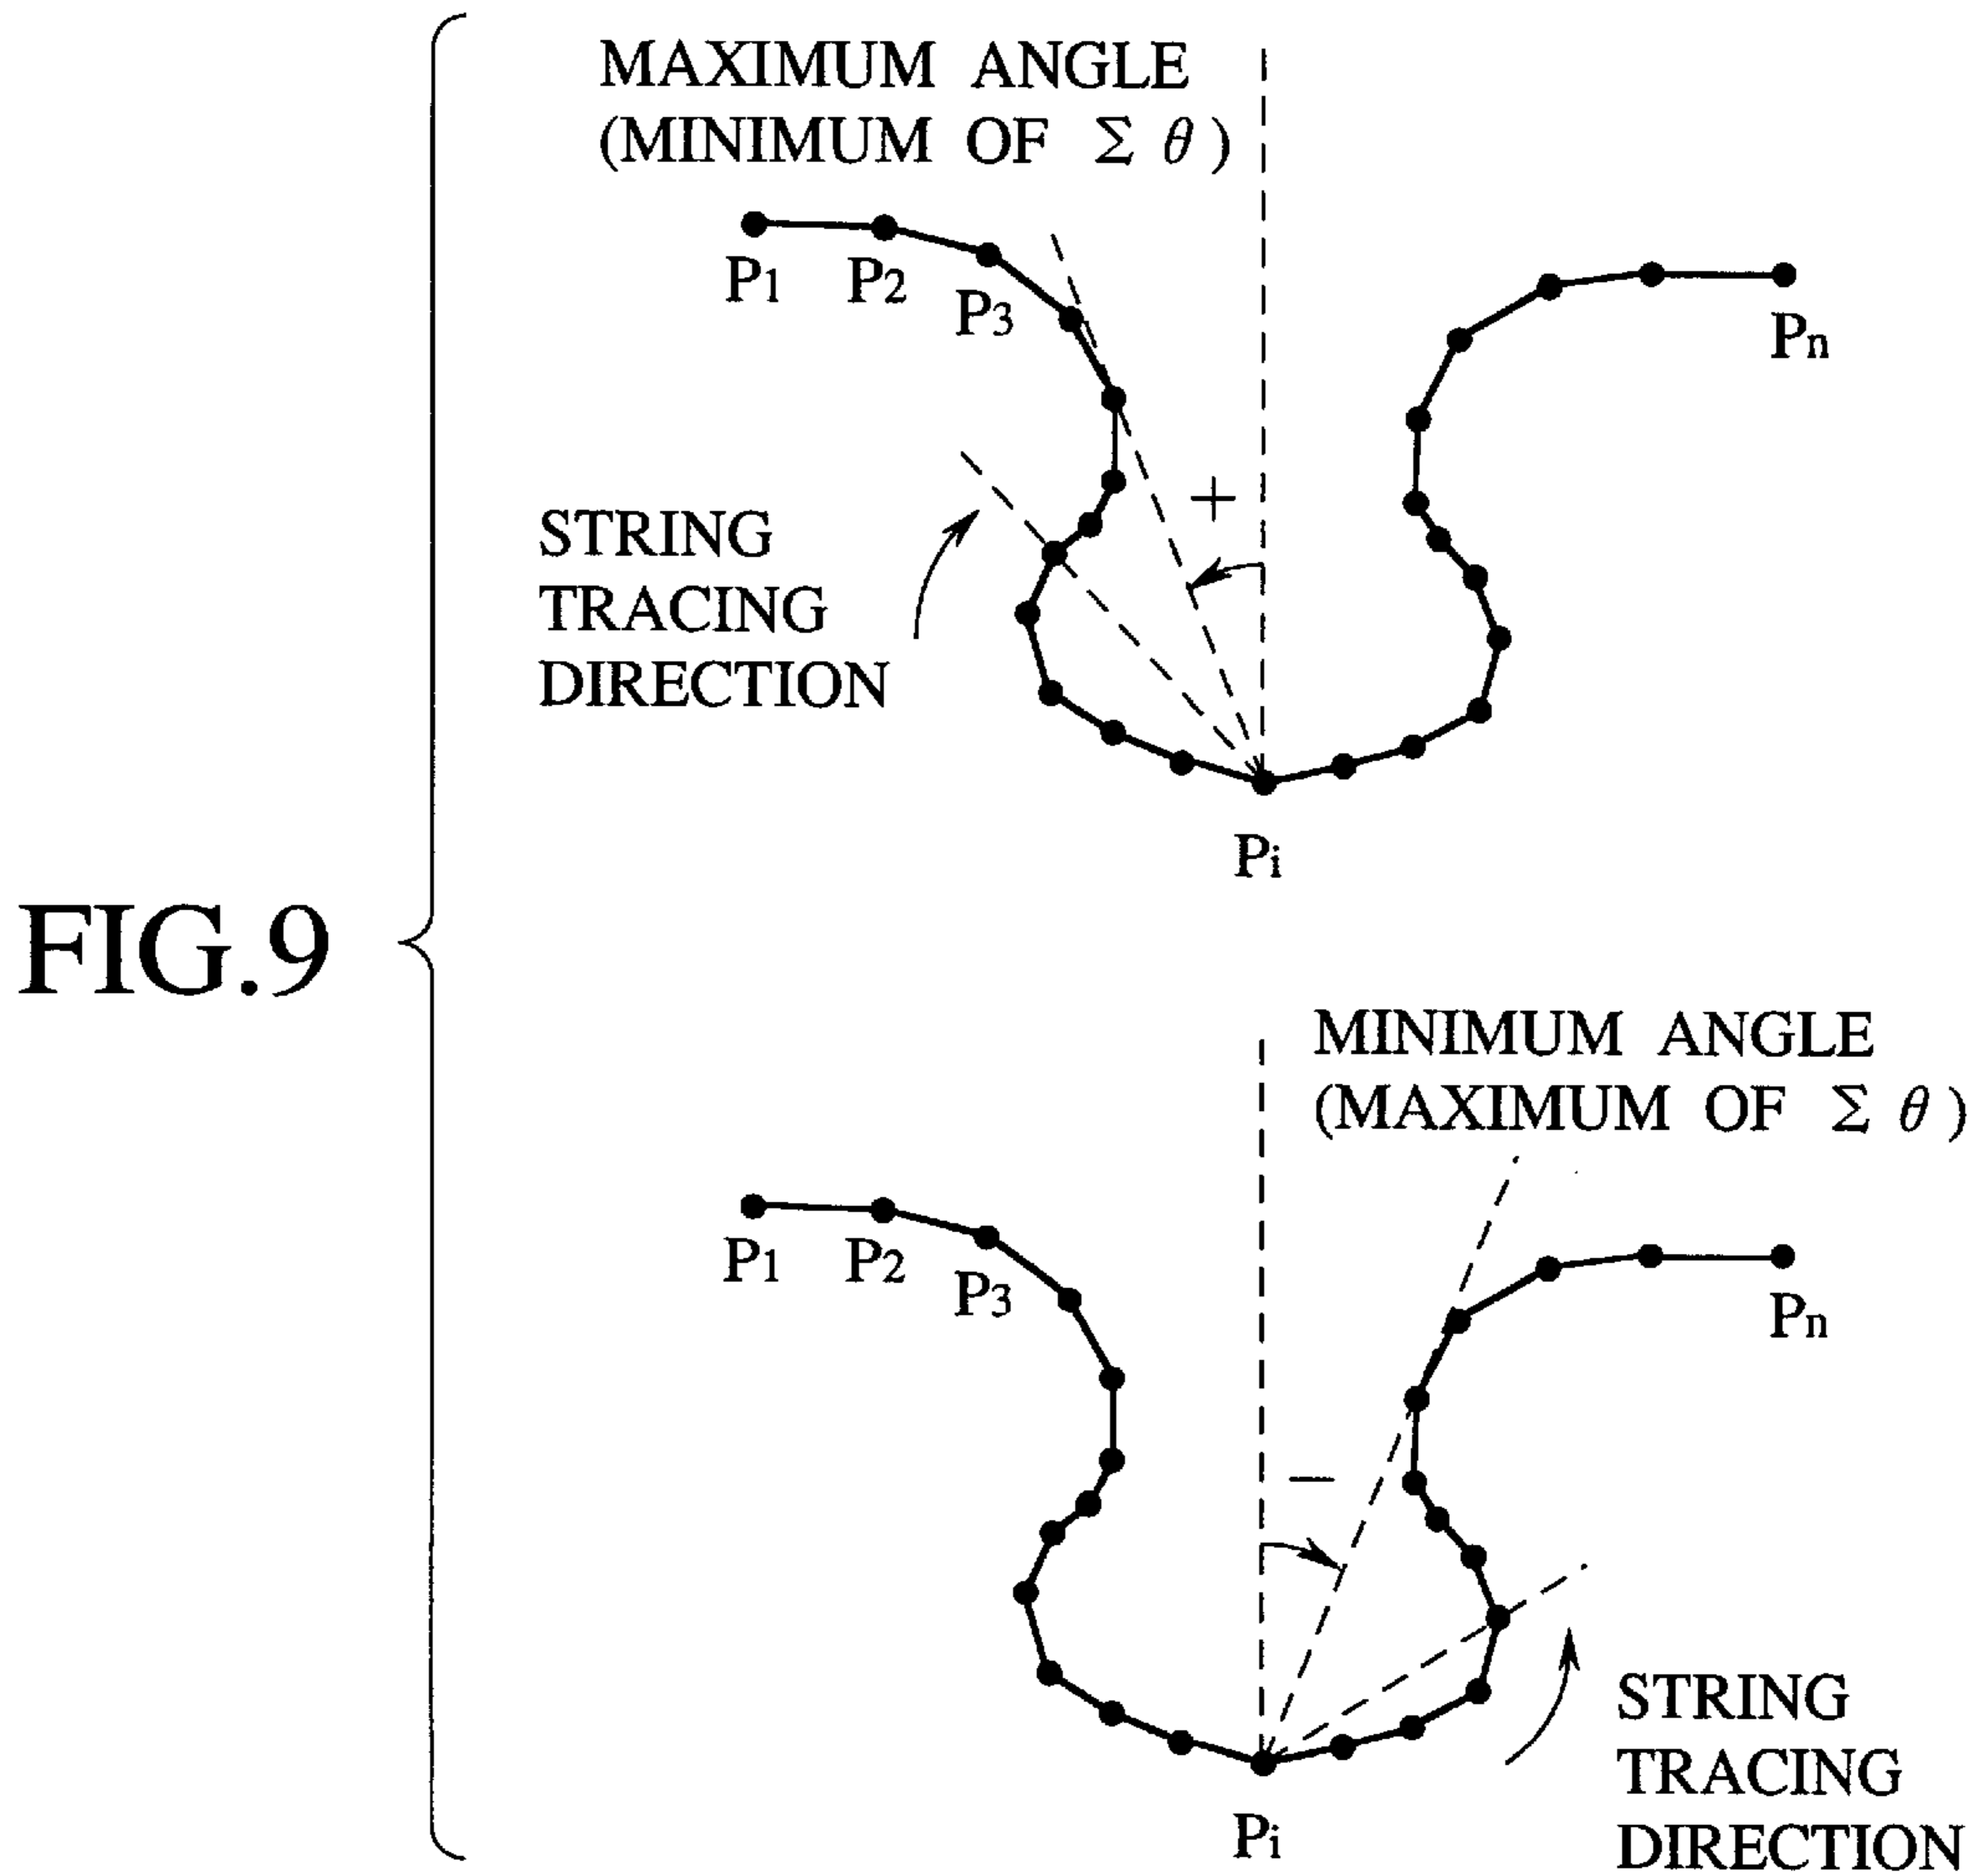 FIG.9
MAXIMUM ANGLE
(MINIMUM OF Σ θ)
P1
P2
P3
Pn
+
STRING
TRACING
DIRECTION
Pi
MINIMUM ANGLE
(MAXIMUM OF Σ θ)
P1
P2
P3
Pn
−
STRING
TRACING
DIRECTION
Pi